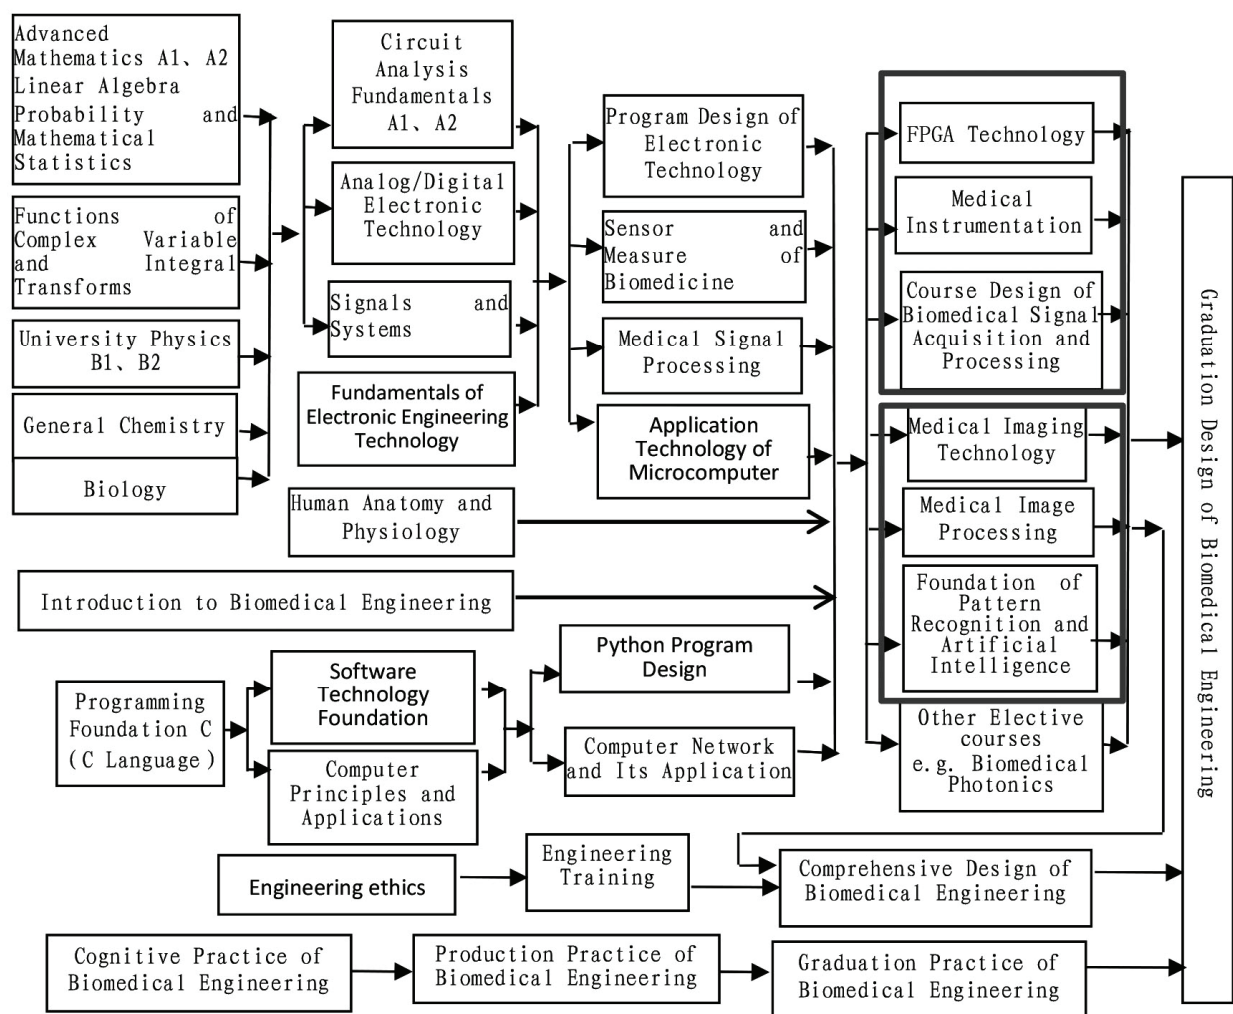 Advanced
Mathematics A1、A2
Linear Algebra
Probability and
Mathematical
Statistics
Functions of
Complex Variable
and Integral
Transforms
University Physics
B1、B2
General Chemistry
Biology
Circuit
Analysis
Fundamentals
A1、A2
Analog/Digital
Electronic
Technology
Signals and
Systems
Fundamentals of
Electronic Engineering
Technology
Human Anatomy and
Physiology
Introduction to Biomedical Engineering
Program Design of
Electronic
Technology
Sensor and
Measure of
Biomedicine
Medical Signal
Processing
Application
Technology of
Microcomputer
Programming
Foundation C
(C Language)
Software
Technology
Foundation
Computer
Principles and
Applications
Python Program
Design
Computer Network
and Its Application
FPGA Technology
Medical
Instrumentation
Course Design of
Biomedical Signal
Acquisition and
Processing
Medical Imaging
Technology
Medical Image
Processing
Foundation of
Pattern
Recognition and
Artificial
Intelligence
Other Elective
courses
e.g. Biomedical
Photonics
Engineering ethics
Engineering
Training
Comprehensive Design of
Biomedical Engineering
Cognitive Practice of
Biomedical Engineering
Production Practice of
Biomedical Engineering
Graduation Practice of
Biomedical Engineering
Graduation Design of Biomedical Engineering